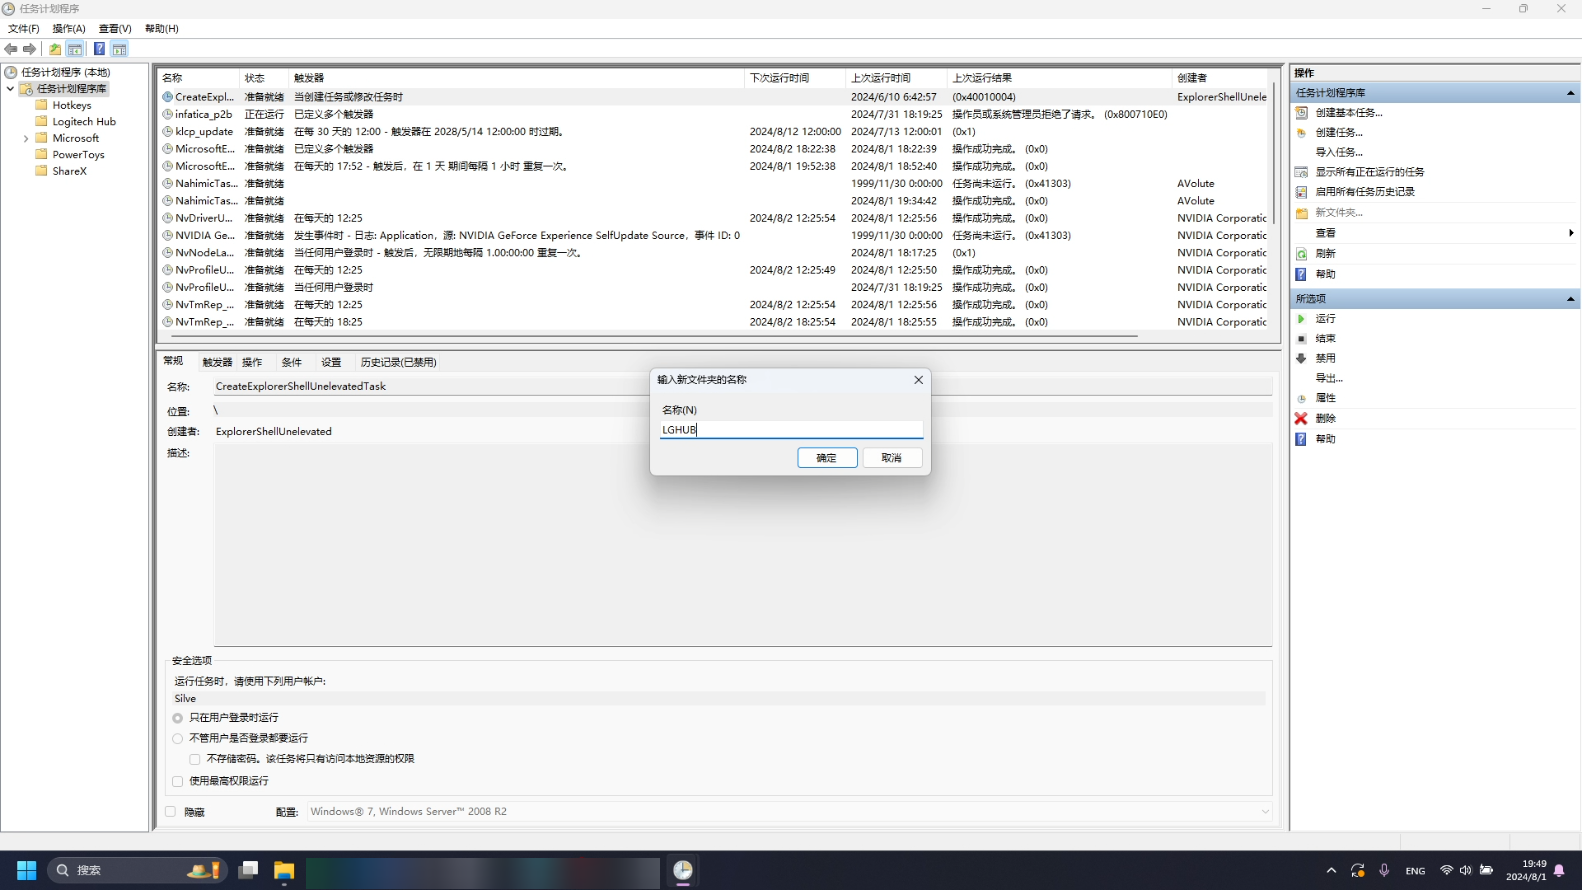 任务计划程序
文件(F) 操作(A) 查看(V) 帮助(H)
任务计划程序 (本地)
任务计划程序库
Hotkeys
Logitech Hub
Microsoft
PowerToys
ShareX
名称 状态 触发器 下次运行时间 上次运行时间 上次运行结果 创建者
CreateExpl... 准备就绪 当创建任务或修改任务时 2024/6/10 6:42:57 (0x40010004) ExplorerShellUnele
infatica_p2b 正在运行 已定义多个触发器 2024/7/31 18:19:25 操作员或系统管理员拒绝了请求。 (0x800710E0)
klcp_update 准备就绪 在每 30 天的 12:00 - 触发器在 2028/5/14 12:00:00 时过期。 2024/8/12 12:00:00 2024/7/13 12:00:01 (0x1)
MicrosoftE... 准备就绪 已定义多个触发器 2024/8/2 18:22:38 2024/8/1 18:22:39 操作成功完成。 (0x0)
MicrosoftE... 准备就绪 在每天的 17:52 - 触发后，在 1 天 期间每隔 1 小时 重复一次。 2024/8/1 19:52:38 2024/8/1 18:52:40 操作成功完成。 (0x0)
NahimicTas... 准备就绪 1999/11/30 0:00:00 任务尚未运行。 (0x41303) AVolute
NahimicTas... 准备就绪 2024/8/1 19:34:42 操作成功完成。 (0x0) AVolute
NvDriverU... 准备就绪 在每天的 12:25 2024/8/2 12:25:54 2024/8/1 12:25:56 操作成功完成。 (0x0) NVIDIA Corporatic
NVIDIA Ge... 准备就绪 发生事件时 - 日志: Application，源: NVIDIA GeForce Experience SelfUpdate Source，事件 ID: 0 1999/11/30 0:00:00 任务尚未运行。 (0x41303) NVIDIA Corporatic
NvNodeLa... 准备就绪 当任何用户登录时 - 触发后，无限期地每隔 1.00:00:00 重复一次。 2024/8/1 18:17:25 (0x1) NVIDIA Corporatic
NvProfileU... 准备就绪 在每天的 12:25 2024/8/2 12:25:49 2024/8/1 12:25:50 操作成功完成。 (0x0) NVIDIA Corporatic
NvProfileU... 准备就绪 当任何用户登录时 2024/7/31 18:19:25 操作成功完成。 (0x0) NVIDIA Corporatic
NvTmRep_... 准备就绪 在每天的 12:25 2024/8/2 12:25:54 2024/8/1 12:25:56 操作成功完成。 (0x0) NVIDIA Corporatic
NvTmRep_... 准备就绪 在每天的 18:25 2024/8/2 18:25:54 2024/8/1 18:25:55 操作成功完成。 (0x0) NVIDIA Corporatic
常规 触发器 操作 条件 设置 历史记录(已禁用)
名称: CreateExplorerShellUnelevatedTask
位置: \
创建者: ExplorerShellUnelevated
描述:
安全选项
运行任务时，请使用下列用户帐户:
Silve
只在用户登录时运行
不管用户是否登录都要运行
不存储密码。该任务将只有访问本地资源的权限
使用最高权限运行
隐藏 配置: Windows® 7, Windows Server™ 2008 R2
输入新文件夹的名称
名称(N)
LGHUB
确定 取消
操作
任务计划程序库
创建基本任务...
创建任务...
导入任务...
显示所有正在运行的任务
启用所有任务历史记录
新文件夹...
查看
刷新
帮助
所选项
运行
结束
禁用
导出...
属性
删除
帮助
搜索
ENG
19:49
2024/8/1